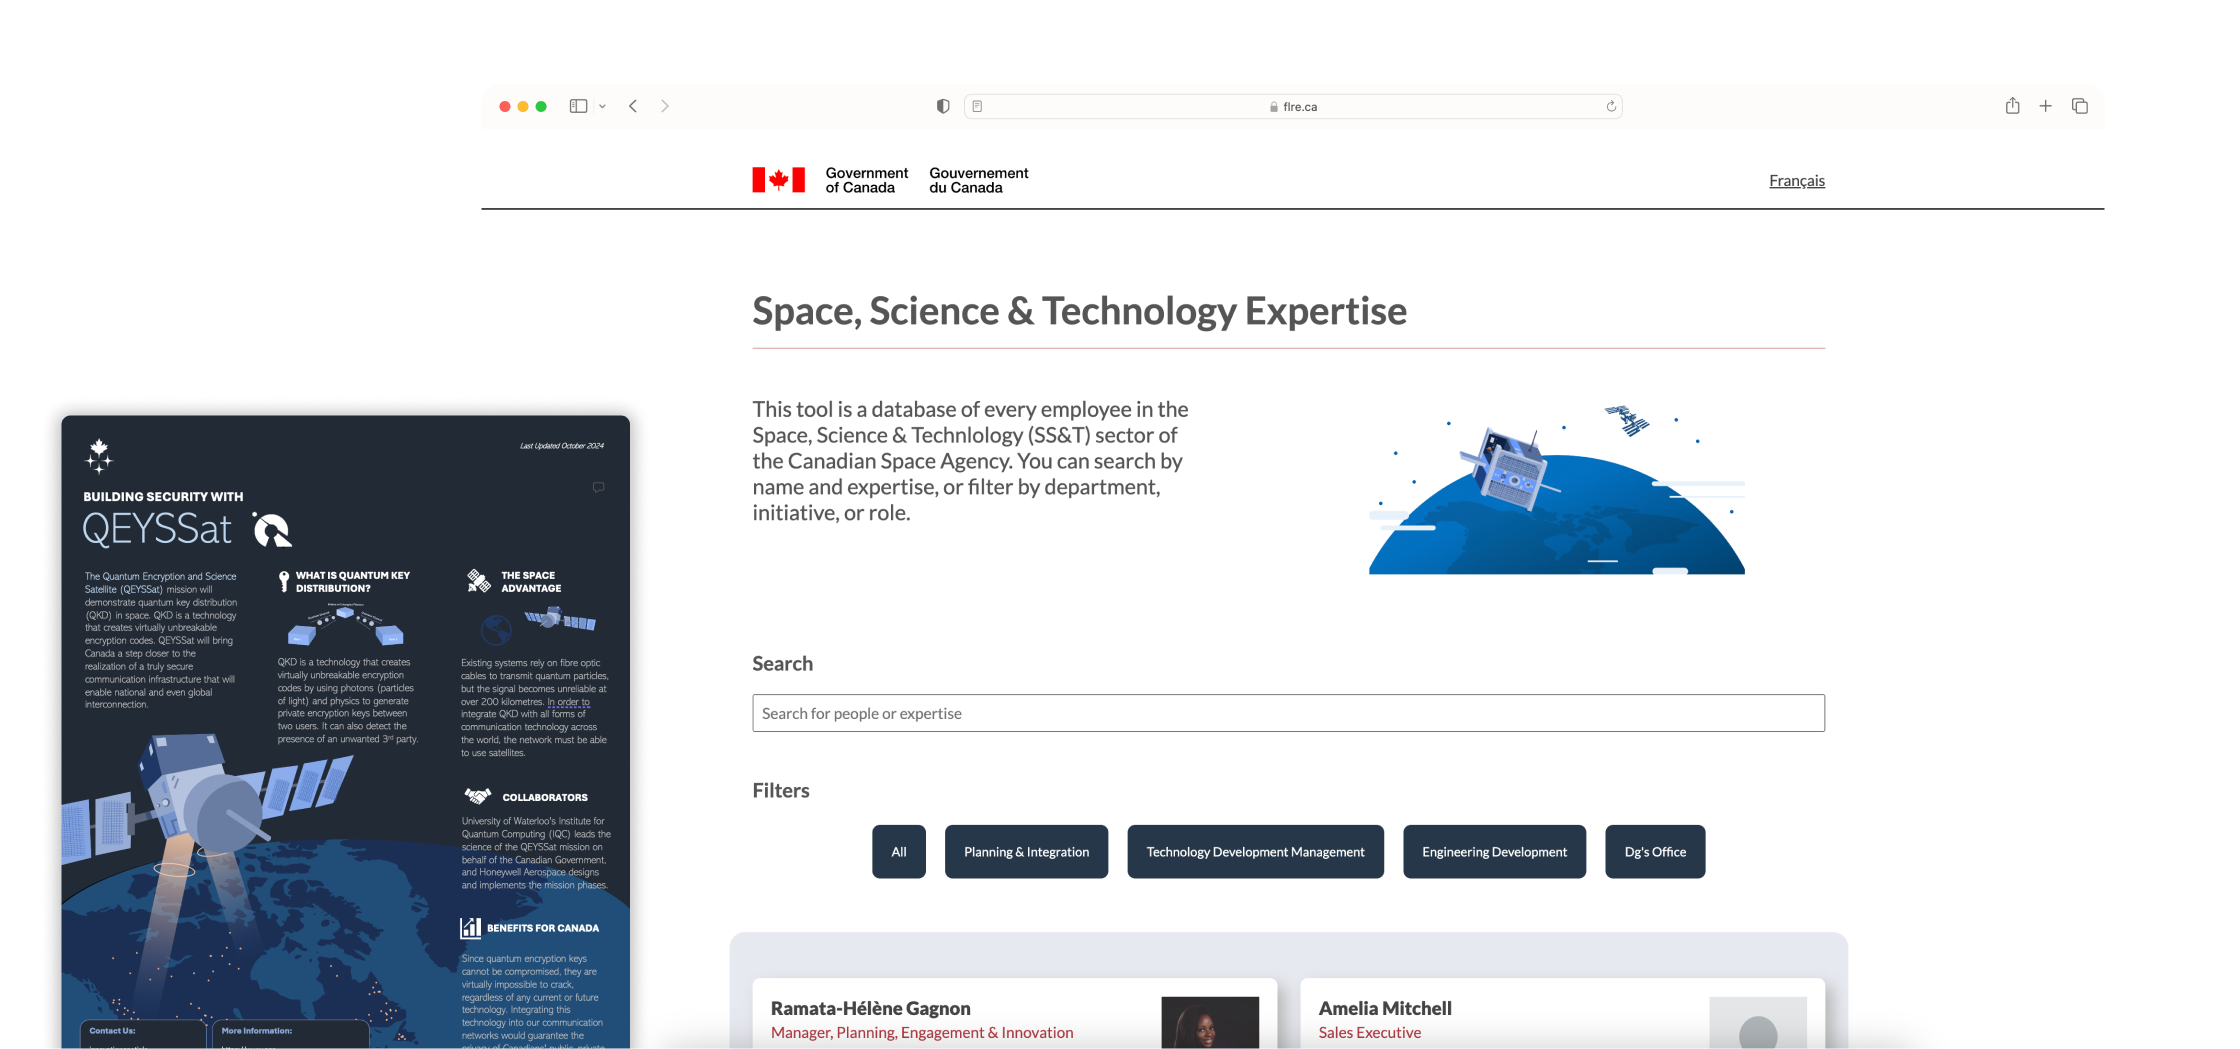 flre.ca
Government
of Canada
Gouvernement
du Canada
Français
Space, Science & Technology Expertise
This tool is a database of every employee in the
Space, Science & Technlology (SS&T) sector of
the Canadian Space Agency. You can search by
name and expertise, or filter by department,
initiative, or role.
Search
Search for people or expertise
Filters
All
Planning & Integration
Technology Development Management
Engineering Development
Dg's Office
Ramata-Hélène Gagnon
Manager, Planning, Engagement & Innovation
Amelia Mitchell
Sales Executive
Last Updated October 2024
BUILDING SECURITY WITH
QEYSSat
The Quantum Encryption and Science
Satellite (QEYSSat) mission will
demonstrate quantum key distribution
(QKD) in space. QKD is a technology
that creates virtually unbreakable
encryption codes. QEYSSat will bring
Canada a step closer to the
realization of a truly secure
communication infrastructure that will
enable national and even global
interconnection.
WHAT IS QUANTUM KEY
DISTRIBUTION?
QKD is a technology that creates
virtually unbreakable encryption
codes by using photons (particles
of light) and physics to generate
private encryption keys between
two users. It can also detect the
presence of an unwanted 3rd party.
THE SPACE
ADVANTAGE
Existing systems rely on fibre optic
cables to transmit quantum particles,
but the signal becomes unreliable at
over 200 kilometres. In order to
integrate QKD with all forms of
communication technology across
the world, the network must be able
to use satellites.
COLLABORATORS
University of Waterloo's Institute for
Quantum Computing (IQC) leads the
science of the QEYSSat mission on
behalf of the Canadian Government,
and Honeywell Aerospace designs
and implements the mission phases.
BENEFITS FOR CANADA
Since quantum encryption keys
cannot be compromised, they are
virtually impossible to crack,
regardless of any current or future
technology. Integrating this
technology into our communication
networks would guarantee the
Contact Us:
More Information: